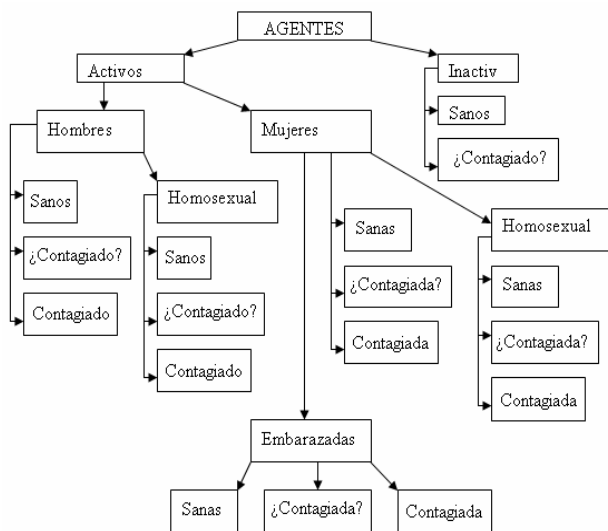 AGENTES
Activos
Inactiv
Sanos
¿Contagiado?
Hombres
Mujeres
Sanos
¿Contagiado?
Contagiado
Homosexual
Sanos
¿Contagiado?
Contagiado
Sanas
¿Contagiada?
Contagiada
Homosexual
Sanas
¿Contagiada?
Contagiada
Embarazadas
Sanas
¿Contagiada?
Contagiada